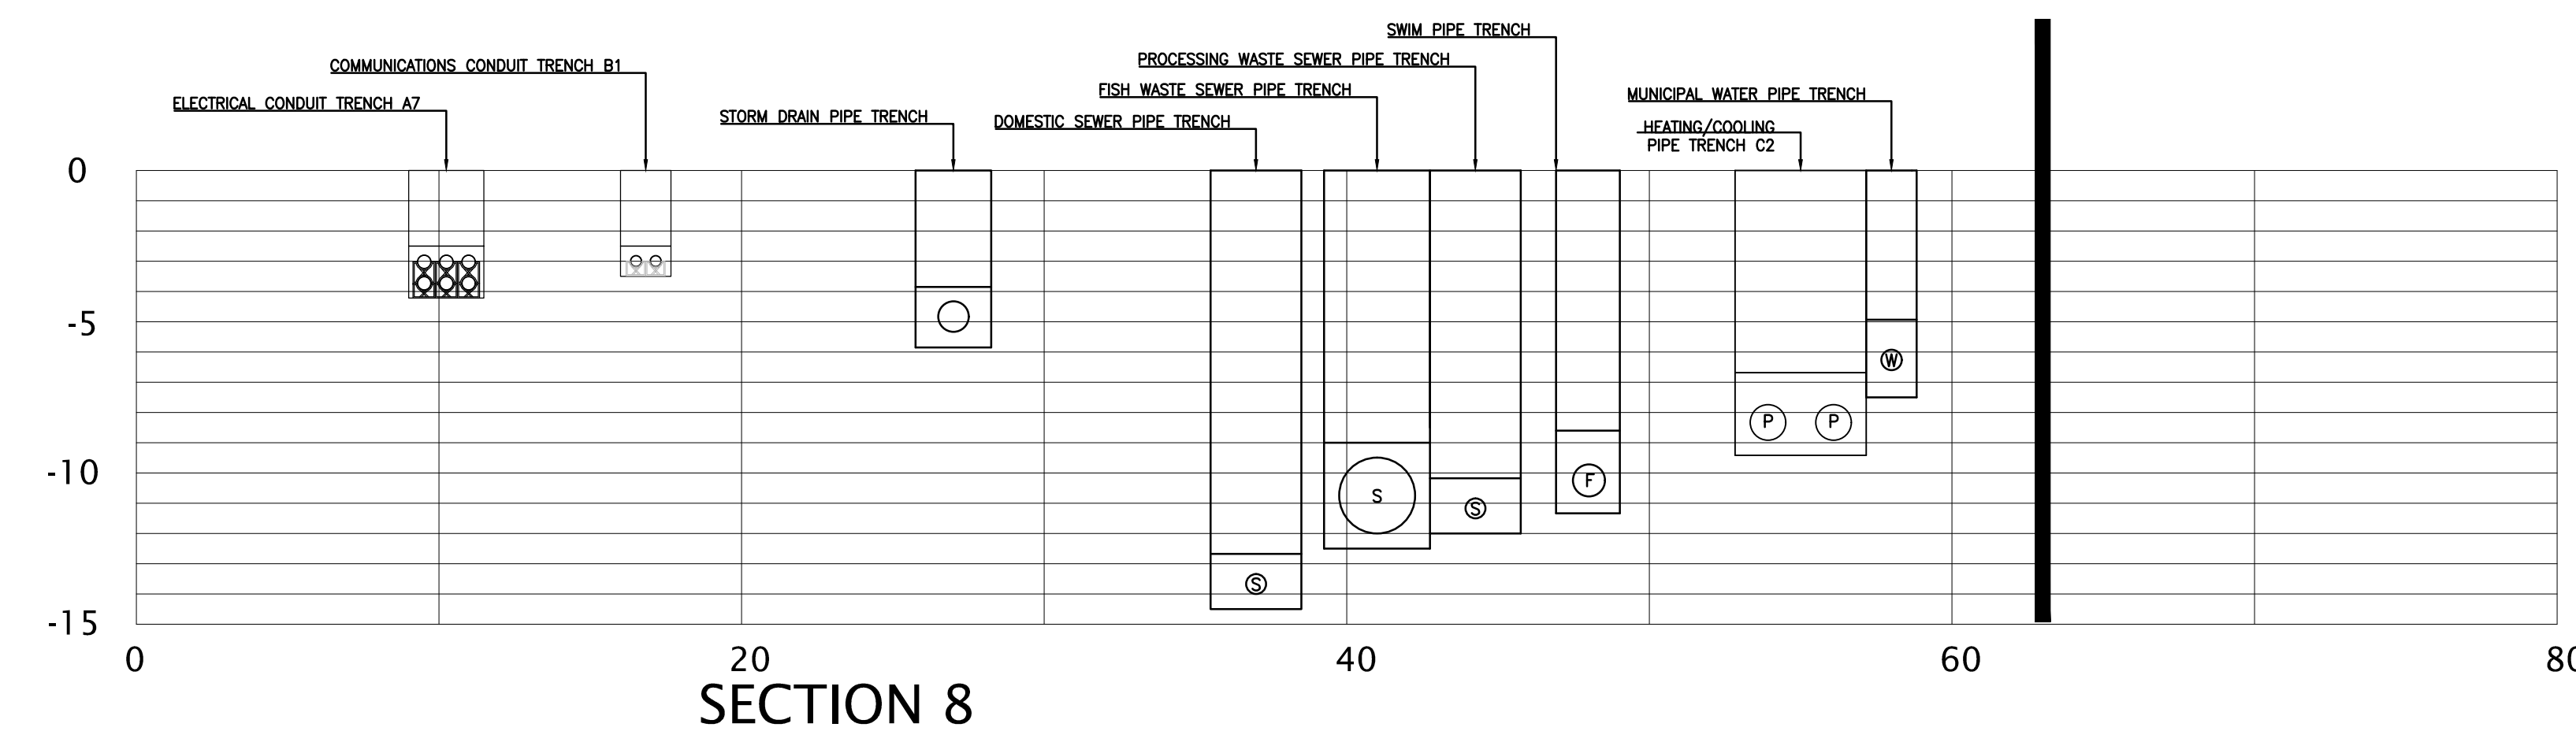 SWIM PIPE TRENCH
PROCESSING WASTE SEWER PIPE TRENCH
COMMUNICATIONS CONDUIT TRENCH B1
FISH WASTE SEWER PIPE TRENCH
MUNICIPAL WATER PIPE TRENCH
ELECTRICAL CONDUIT TRENCH A7
STORM DRAIN PIPE TRENCH
DOMESTIC SEWER PIPE TRENCH
HEATING/COOLING
PIPE TRENCH C2
0
-5
W
P P
-10
F
S
S
S
-15
0 20 40 60 80
SECTION 8